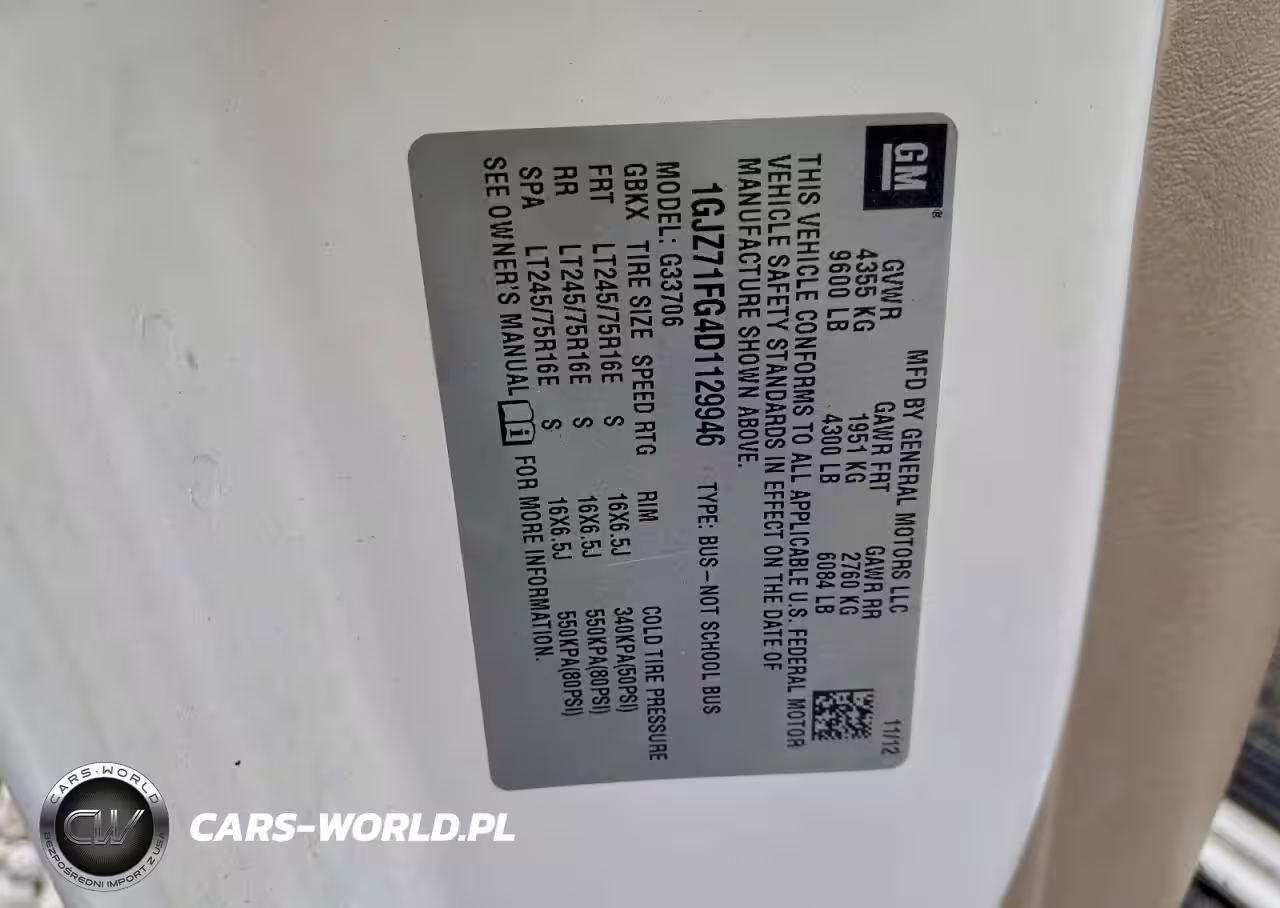 GM®
MFD BY GENERAL MOTORS LLC 11/12
GVWR GAWR FRT GAWR RR
4355 KG 1951 KG 2760 KG
9600 LB 4300 LB 6084 LB
THIS VEHICLE CONFORMS TO ALL APPLICABLE U.S. FEDERAL MOTOR
VEHICLE SAFETY STANDARDS IN EFFECT ON THE DATE OF
MANUFACTURE SHOWN ABOVE.
1GJZ71FG4D1129946 TYPE: BUS–NOT SCHOOL BUS
MODEL: G33706
GBKX TIRE SIZE SPEED RTG RIM COLD TIRE PRESSURE
FRT LT245/75R16E S 16X6.5J 340KPA(50PSI)
RR LT245/75R16E S 16X6.5J 550KPA(80PSI)
SPA LT245/75R16E S 16X6.5J 550KPA(80PSI)
SEE OWNER'S MANUAL FOR MORE INFORMATION.
CARS-WORLD
CW
BEZPOŚREDNI IMPORT Z USA
CARS-WORLD.PL